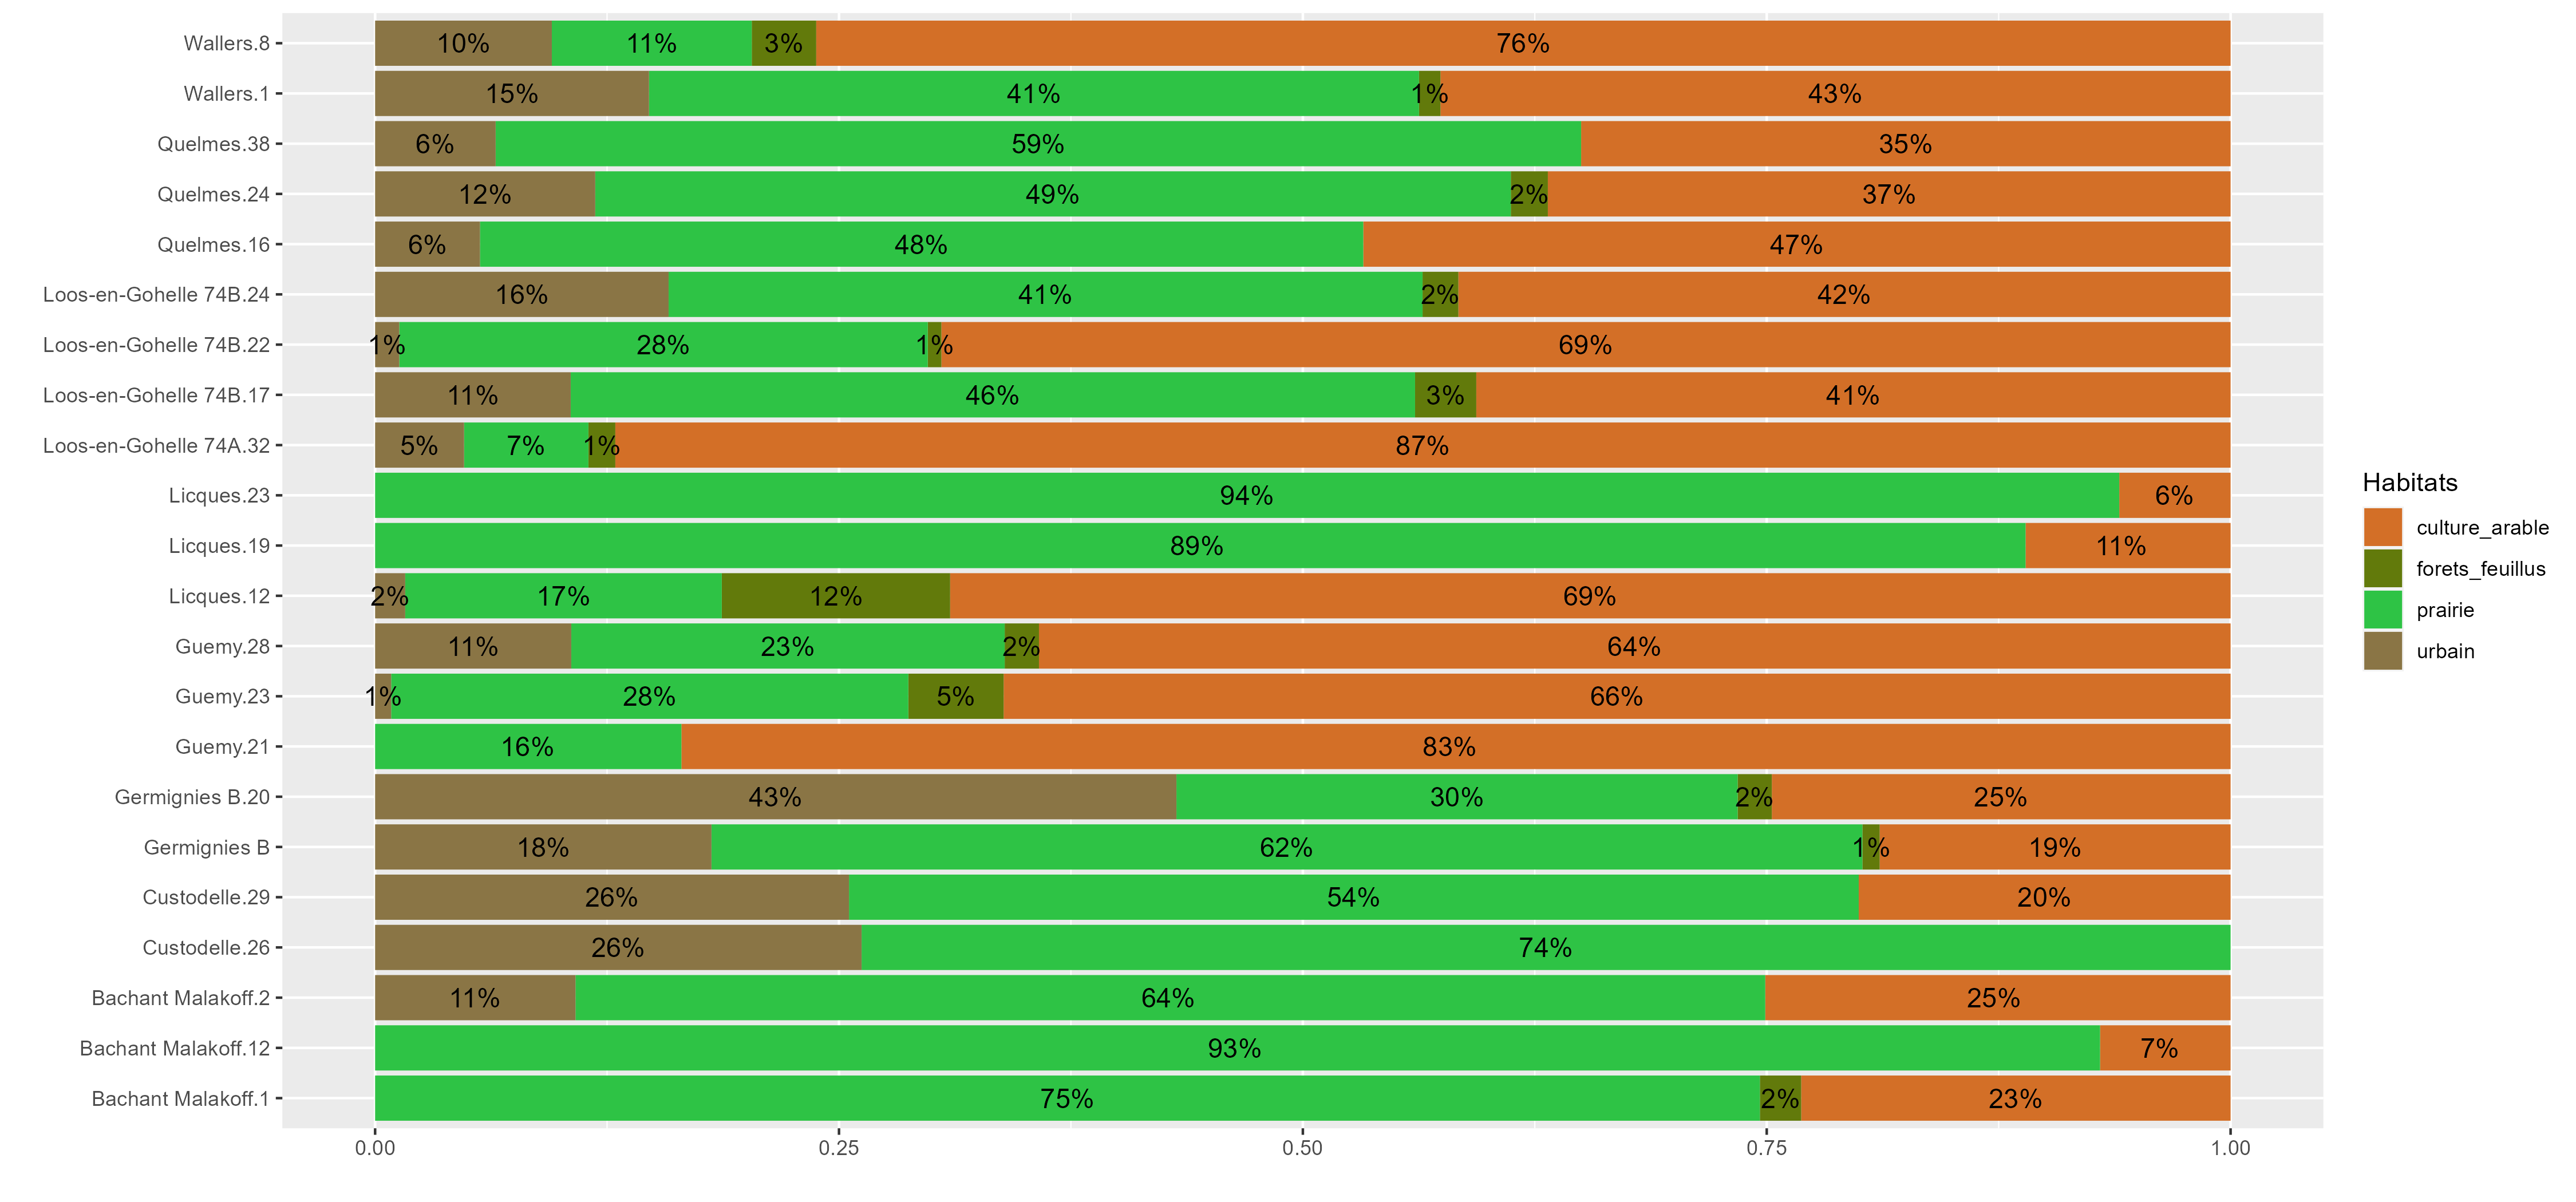 Wallers.8 10% 11% 3% 76%
Wallers.1 15% 41% 1% 43%
Quelmes.38 6% 59% 35%
Quelmes.24 12% 49% 2% 37%
Quelmes.16 6% 48% 47%
Loos-en-Gohelle 74B.24 16% 41% 2% 42%
Loos-en-Gohelle 74B.22 1% 28% 1% 69%
Loos-en-Gohelle 74B.17 11% 46% 3% 41%
Loos-en-Gohelle 74A.32 5% 7% 1% 87%
Licques.23 94% 6%
Licques.19 89% 11%
Licques.12 2% 17% 12% 69%
Guemy.28 11% 23% 2% 64%
Guemy.23 1% 28% 5% 66%
Guemy.21 16% 83%
Germignies B.20 43% 30% 2% 25%
Germignies B 18% 62% 1% 19%
Custodelle.29 26% 54% 20%
Custodelle.26 26% 74%
Bachant Malakoff.2 11% 64% 25%
Bachant Malakoff.12 93% 7%
Bachant Malakoff.1 75% 2% 23%
0.00 0.25 0.50 0.75 1.00
Habitats
culture_arable
forets_feuillus
prairie
urbain